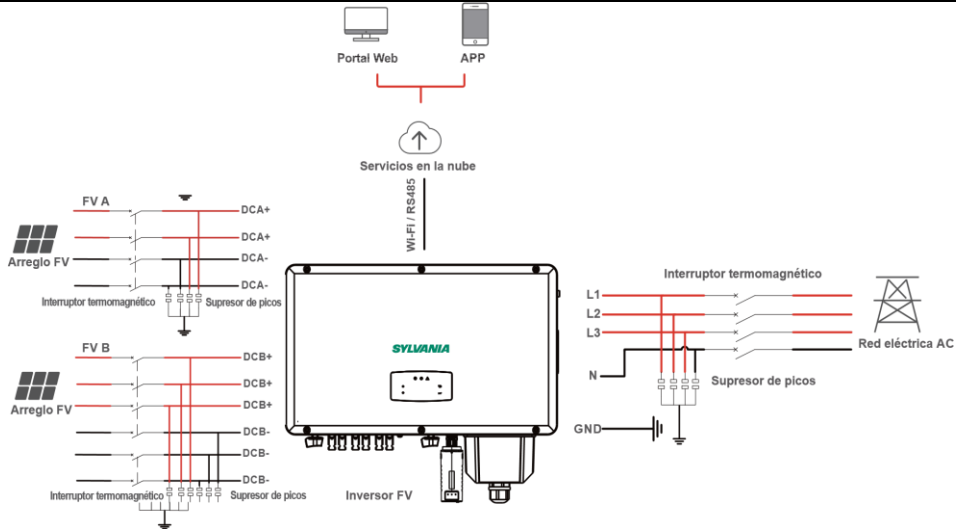 Portal Web
APP
Servicios en la nube
Wi-Fi / RS485
FV A
DCA+
DCA+
Arreglo FV
DCA-
DCA-
Interruptor termomagnético
Supresor de picos
FV B
DCB+
DCB+
Arreglo FV
DCB+
DCB-
DCB-
DCB-
Interruptor termomagnético
Supresor de picos
SYLVANIA
Inversor FV
Interruptor termomagnético
L1
L2
L3
Red eléctrica AC
N
Supresor de picos
GND